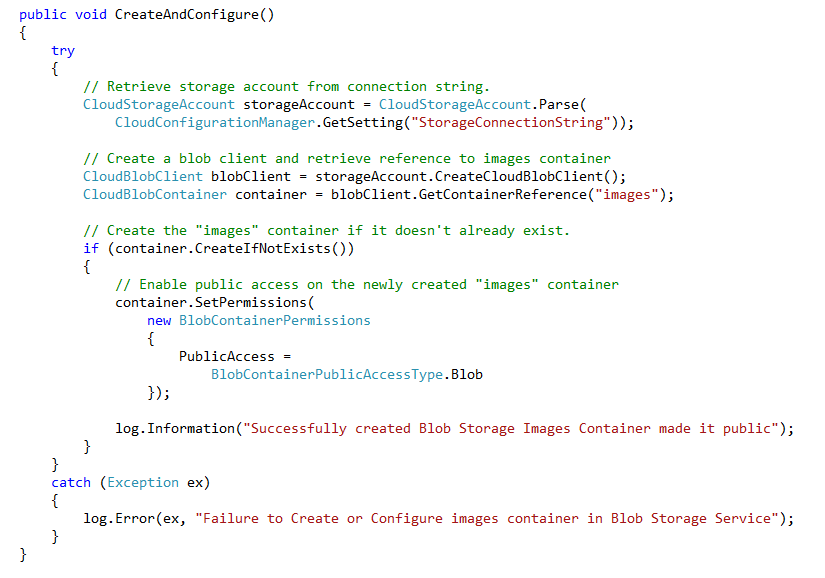 public void CreateAndConfigure()
{
    try
    {
        // Retrieve storage account from connection string.
        CloudStorageAccount storageAccount = CloudStorageAccount.Parse(
            CloudConfigurationManager.GetSetting("StorageConnectionString"));

        // Create a blob client and retrieve reference to images container
        CloudBlobClient blobClient = storageAccount.CreateCloudBlobClient();
        CloudBlobContainer container = blobClient.GetContainerReference("images");

        // Create the "images" container if it doesn't already exist.
        if (container.CreateIfNotExists())
        {
            // Enable public access on the newly created "images" container
            container.SetPermissions(
                new BlobContainerPermissions
                {
                    PublicAccess =
                        BlobContainerPublicAccessType.Blob
                });

            log.Information("Successfully created Blob Storage Images Container made it public");
        }
    }
    catch (Exception ex)
    {
        log.Error(ex, "Failure to Create or Configure images container in Blob Storage Service");
    }
}